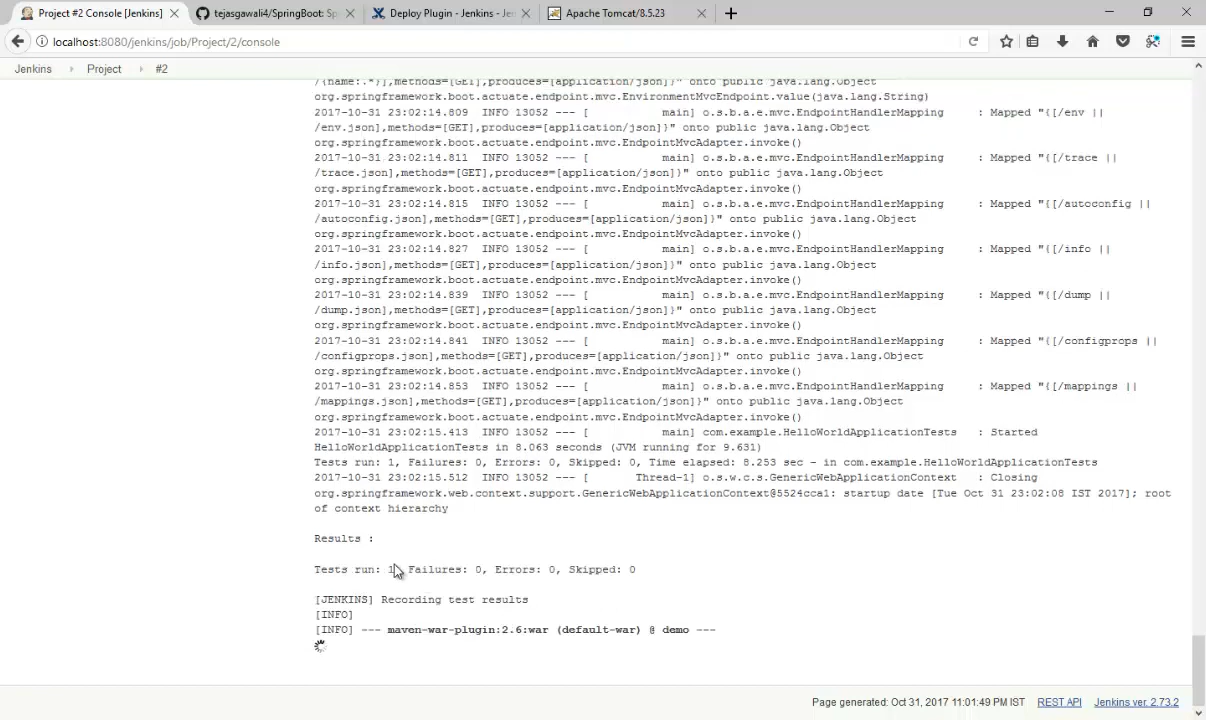 Project #2 Console [Jenkins]
tejasgawali4/SpringBoot: Sp
Deploy Plugin - Jenkins - Jen
Apache Tomcat/8.5.23
localhost:8080/jenkins/job/Project/2/console
Jenkins Project #2
/{name:.*}],methods=[GET],produces=[application/json]}" onto public java.lang.Object
org.springframework.boot.actuate.endpoint.mvc.EnvironmentMvcEndpoint.value(java.lang.String)
2017-10-31 23:02:14.809 INFO 13052 --- [ main] o.s.b.a.e.mvc.EndpointHandlerMapping : Mapped "{[/env ||
/env.json],methods=[GET],produces=[application/json]}" onto public java.lang.Object
org.springframework.boot.actuate.endpoint.mvc.EndpointMvcAdapter.invoke()
2017-10-31 23:02:14.811 INFO 13052 --- [ main] o.s.b.a.e.mvc.EndpointHandlerMapping : Mapped "{[/trace ||
/trace.json],methods=[GET],produces=[application/json]}" onto public java.lang.Object
org.springframework.boot.actuate.endpoint.mvc.EndpointMvcAdapter.invoke()
2017-10-31 23:02:14.815 INFO 13052 --- [ main] o.s.b.a.e.mvc.EndpointHandlerMapping : Mapped "{[/autoconfig ||
/autoconfig.json],methods=[GET],produces=[application/json]}" onto public java.lang.Object
org.springframework.boot.actuate.endpoint.mvc.EndpointMvcAdapter.invoke()
2017-10-31 23:02:14.827 INFO 13052 --- [ main] o.s.b.a.e.mvc.EndpointHandlerMapping : Mapped "{[/info ||
/info.json],methods=[GET],produces=[application/json]}" onto public java.lang.Object
org.springframework.boot.actuate.endpoint.mvc.EndpointMvcAdapter.invoke()
2017-10-31 23:02:14.839 INFO 13052 --- [ main] o.s.b.a.e.mvc.EndpointHandlerMapping : Mapped "{[/dump ||
/dump.json],methods=[GET],produces=[application/json]}" onto public java.lang.Object
org.springframework.boot.actuate.endpoint.mvc.EndpointMvcAdapter.invoke()
2017-10-31 23:02:14.841 INFO 13052 --- [ main] o.s.b.a.e.mvc.EndpointHandlerMapping : Mapped "{[/configprops ||
/configprops.json],methods=[GET],produces=[application/json]}" onto public java.lang.Object
org.springframework.boot.actuate.endpoint.mvc.EndpointMvcAdapter.invoke()
2017-10-31 23:02:14.853 INFO 13052 --- [ main] o.s.b.a.e.mvc.EndpointHandlerMapping : Mapped "{[/mappings ||
/mappings.json],methods=[GET],produces=[application/json]}" onto public java.lang.Object
org.springframework.boot.actuate.endpoint.mvc.EndpointMvcAdapter.invoke()
2017-10-31 23:02:15.413 INFO 13052 --- [ main] com.example.HelloWorldApplicationTests : Started
HelloWorldApplicationTests in 8.063 seconds (JVM running for 9.631)
Tests run: 1, Failures: 0, Errors: 0, Skipped: 0, Time elapsed: 8.253 sec - in com.example.HelloWorldApplicationTests
2017-10-31 23:02:15.512 INFO 13052 --- [ Thread-1] o.s.w.c.s.GenericWebApplicationContext : Closing
org.springframework.web.context.support.GenericWebApplicationContext@5524cca1: startup date [Tue Oct 31 23:02:08 IST 2017]; root
of context hierarchy
Results :
Tests run: 1, Failures: 0, Errors: 0, Skipped: 0
[JENKINS] Recording test results
[INFO]
[INFO] --- maven-war-plugin:2.6:war (default-war) @ demo ---
Page generated: Oct 31, 2017 11:01:49 PM IST REST API Jenkins ver. 2.73.2